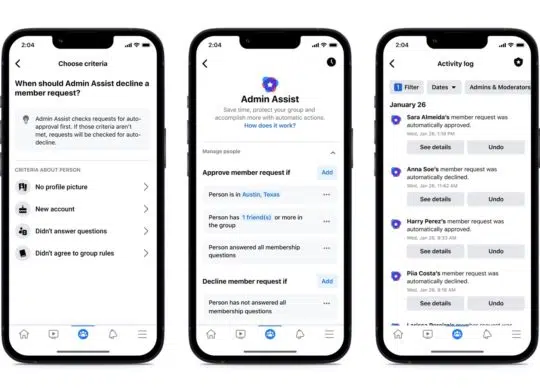 2:04
Choose criteria
When should Admin Assist decline a
member request?
Admin Assist checks requests for auto-
approval first. If those criteria aren't
met, requests will be checked for auto-
decline.
CRITERIA ABOUT PERSON
No profile picture
New account
Didn't answer questions
Didn't agree to group rules
2:04
Admin Assist
Save time, protect your group and
accomplish more with automatic actions.
How does it work?
Manage people
Approve member request if
Add
Person is in Austin, Texas
Person has 1 friend(s) or more in
the group
Person answered all membership
questions
Decline member request if
Add
Person has not answered all
membership questions
2:04
Activity log
1 Filter
Dates
Admins & Moderators
January 26
Sara Almeida's member request was
automatically approved.
Wed, Jan 26, 1:18 PM
See details
Undo
Anna Soe's member request was
automatically declined.
Wed, Jan 26, 11:42 AM
See details
Undo
Harry Perez's member request was
automatically approved.
Wed, Jan 26, 9:33 AM
See details
Undo
Piia Costa's member request was
automatically declined.
Wed, Jan 26, 9:16 AM
See details
Undo